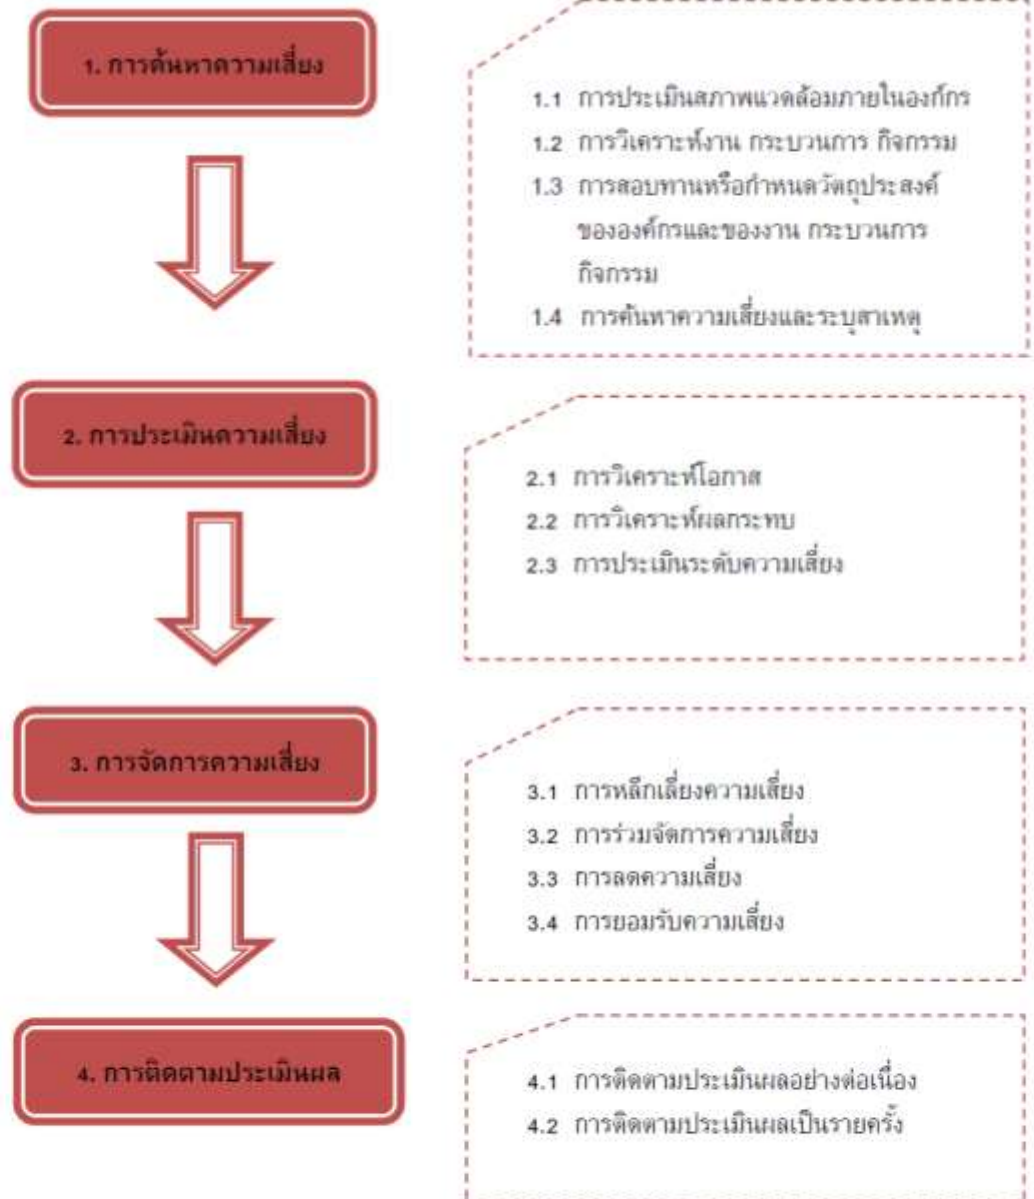 1. การค้นหาความเสี่ยง
1.1 การประเมินสภาพแวดล้อมภายในองก์กร
1.2 การวิเคราะห์งาน กระบวนการ กิจกรรม
1.3 การสอบทานหรือกำหนดวัตถุประสงค์
ขององค์กรและของงาน กระบวนการ
กิจกรรม
1.4 การค้นหาความเสี่ยงและระบุสาเหตุ
2. การประเมินความเสี่ยง
2.1 การวิเคราะห์โอกาส
2.2 การวิเคราะห์ผลกระทบ
2.3 การประเมินระดับความเสี่ยง
3. การจัดการความเสี่ยง
3.1 การหลีกเลี่ยงความเสี่ยง
3.2 การร่วมจัดการความเสี่ยง
3.3 การลดความเสี่ยง
3.4 การยอมรับความเสี่ยง
4. การติดตามประเมินผล
4.1 การติดตามประเมินผลอย่างต่อเนื่อง
4.2 การติดตามประเมินผลเป็นรายครั้ง